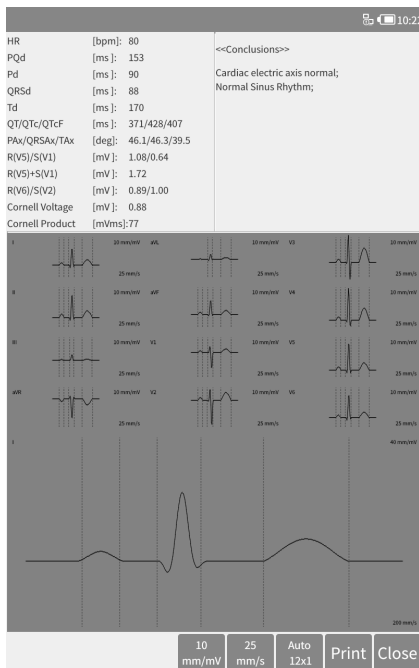 10:22
HR [bpm]: 80
PQd [ms ]: 153
Pd [ms ]: 90
QRSd [ms ]: 88
Td [ms ]: 170
QT/QTc/QTcF [ms ]: 371/428/407
PAx/QRSAx/TAx [deg]: 46.1/46.3/39.5
R(V5)/S(V1) [mV ]: 1.08/0.64
R(V5)+S(V1) [mV ]: 1.72
R(V6)/S(V2) [mV ]: 0.89/1.00
Cornell Voltage [mV ]: 0.88
Cornell Product [mVms]:77
<<Conclusions>>
Cardiac electric axis normal;
Normal Sinus Rhythm;
I 10 mm/mV aVL 10 mm/mV V3 10 mm/mV
25 mm/s 25 mm/s 25 mm/s
II 10 mm/mV aVF 10 mm/mV V4 10 mm/mV
25 mm/s 25 mm/s 25 mm/s
III 10 mm/mV V1 10 mm/mV V5 10 mm/mV
25 mm/s 25 mm/s 25 mm/s
aVR 10 mm/mV V2 10 mm/mV V6 10 mm/mV
25 mm/s 25 mm/s 25 mm/s
I 40 mm/mV
200 mm/s
10 mm/mV
25 mm/s
Auto 12x1
Print
Close